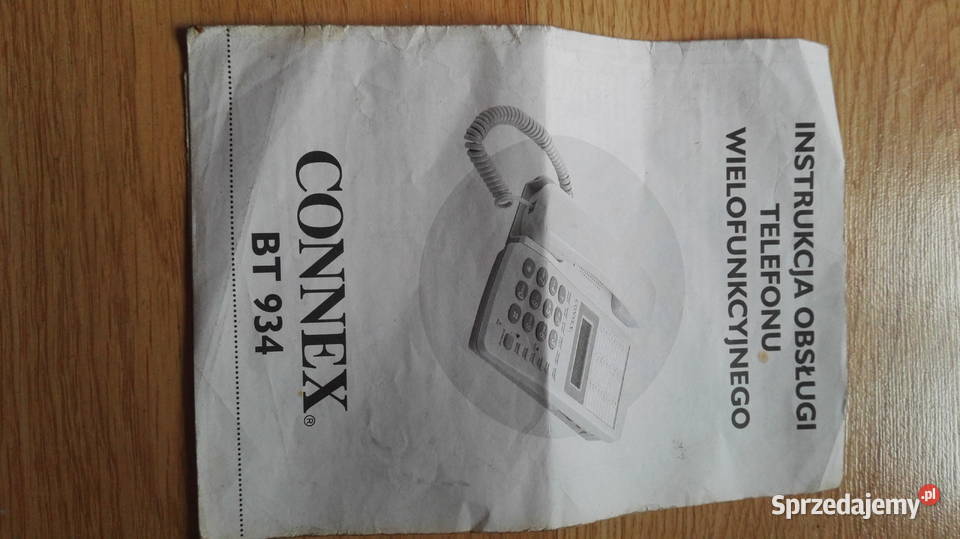 INSTRUKCJA OBSŁUGI
TELEFONU
WIELOFUNKCYJNEGO
CONNEX®
BT 934
Sprzedajemy.pl